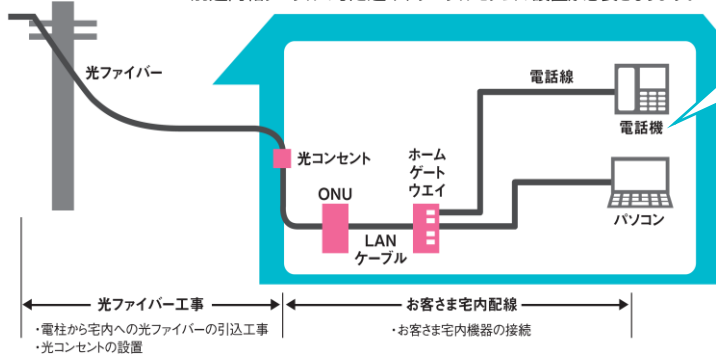 光ファイバー
電話線
電話機
光コンセント
ホーム
ゲート
ウエイ
ONU
パソコン
LAN
ケーブル
光ファイバー工事
お客さま宅内配線
・電柱から宅内への光ファイバーの引込工事
・光コンセントの設置
・お客さま宅内機器の接続